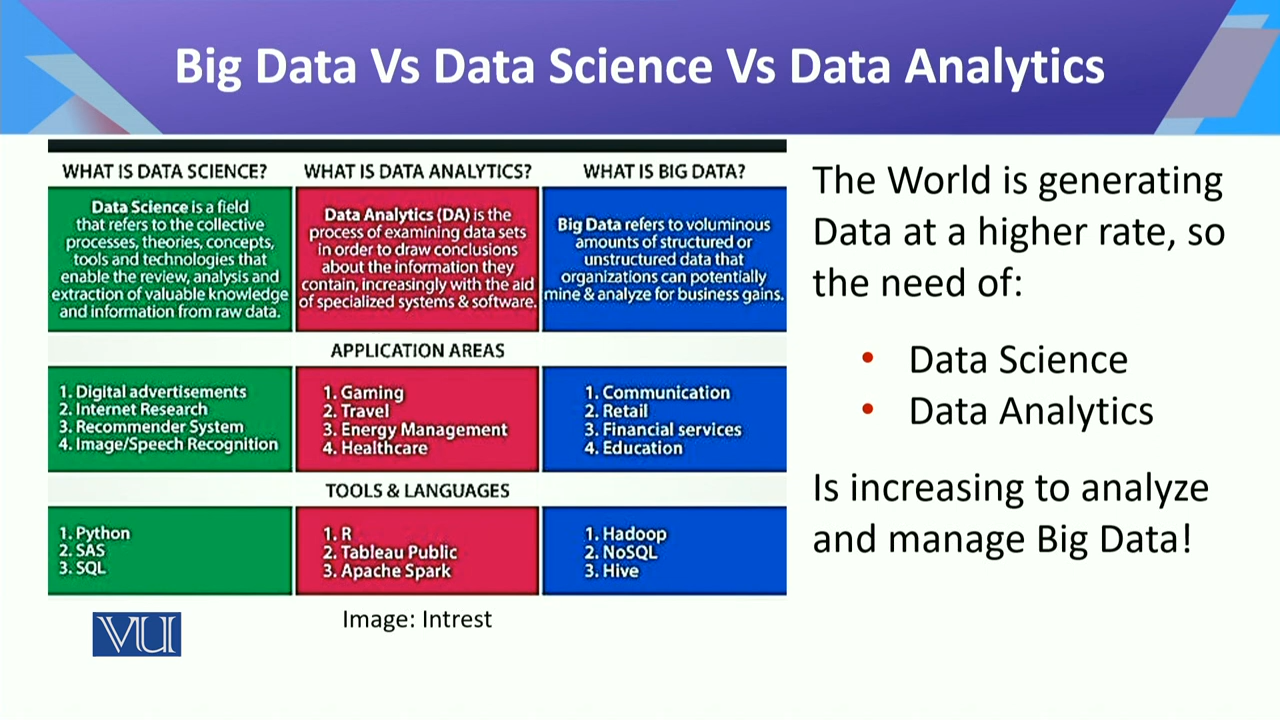 Big Data Vs Data Science Vs Data Analytics
WHAT IS DATA SCIENCE?
Data Science is a field
that refers to the collective
processes, theories, concepts,
tools and technologies that
enable the review, analysis and
extraction of valuable knowledge
and information from raw data.
WHAT IS DATA ANALYTICS?
Data Analytics (DA) is the
process of examining data sets
in order to draw conclusions
about the information they
contain, increasingly with the aid
of specialized systems & software.
WHAT IS BIG DATA?
Big Data refers to voluminous
amounts of structured or
unstructured data that
organizations can potentially
mine & analyze for business gains.
APPLICATION AREAS
1. Digital advertisements
2. Internet Research
3. Recommender System
4. Image/Speech Recognition
1. Gaming
2. Travel
3. Energy Management
4. Healthcare
1. Communication
2. Retail
3. Financial services
4. Education
TOOLS & LANGUAGES
1. Python
2. SAS
3. SQL
1. R
2. Tableau Public
3. Apache Spark
1. Hadoop
2. NoSQL
3. Hive
Image: Intrest
VU
The World is generating
Data at a higher rate, so
the need of:
• Data Science
• Data Analytics
Is increasing to analyze
and manage Big Data!